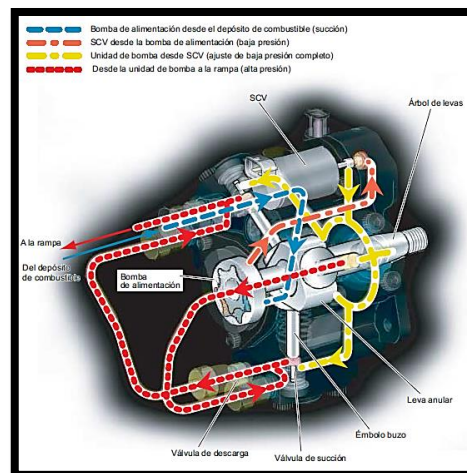 Bomba de alimentación desde el depósito de combustible (succión)
SCV desde la bomba de alimentación (baja presión)
Unidad de bomba desde SCV (ajuste de baja presión completo)
Desde la unidad de bomba a la rampa (alta presión)
SCV
Árbol de levas
A la rampa
Del depósito
de combustible
Bomba
de alimentación
Leva anular
Émbolo buzo
Válvula de descarga
Válvula de succión